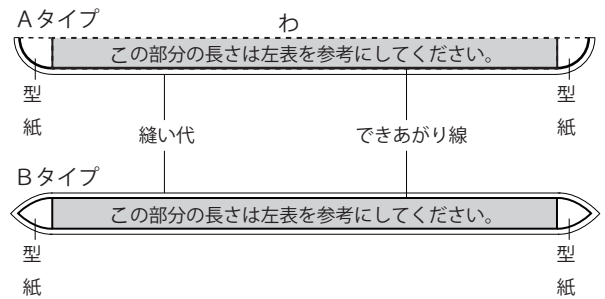 Aタイプ
わ
この部分の長さは左表を参考にしてください。
型紙
型紙
縫い代
できあがり線
Bタイプ
この部分の長さは左表を参考にしてください。
型紙
型紙